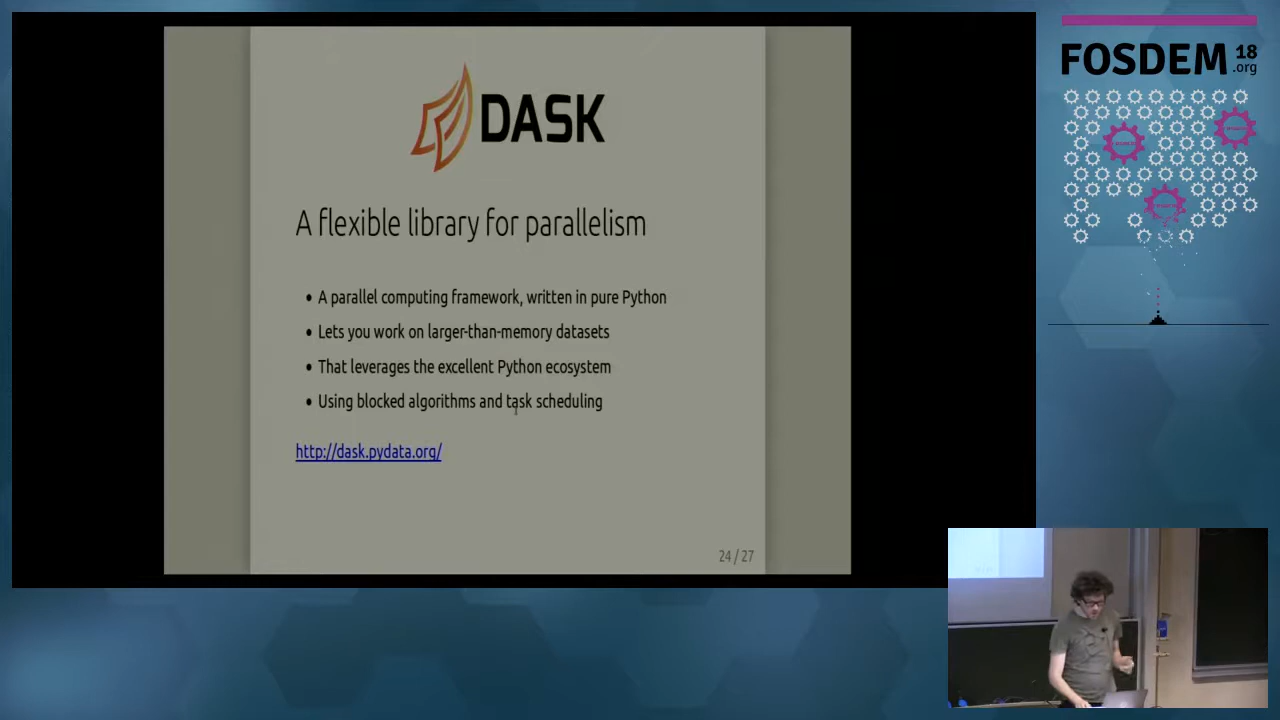 DASK
A flexible library for parallelism
• A parallel computing framework, written in pure Python
• Lets you work on larger-than-memory datasets
• That leverages the excellent Python ecosystem
• Using blocked algorithms and task scheduling
http://dask.pydata.org/
24 / 27
FOSDEM 18
.org